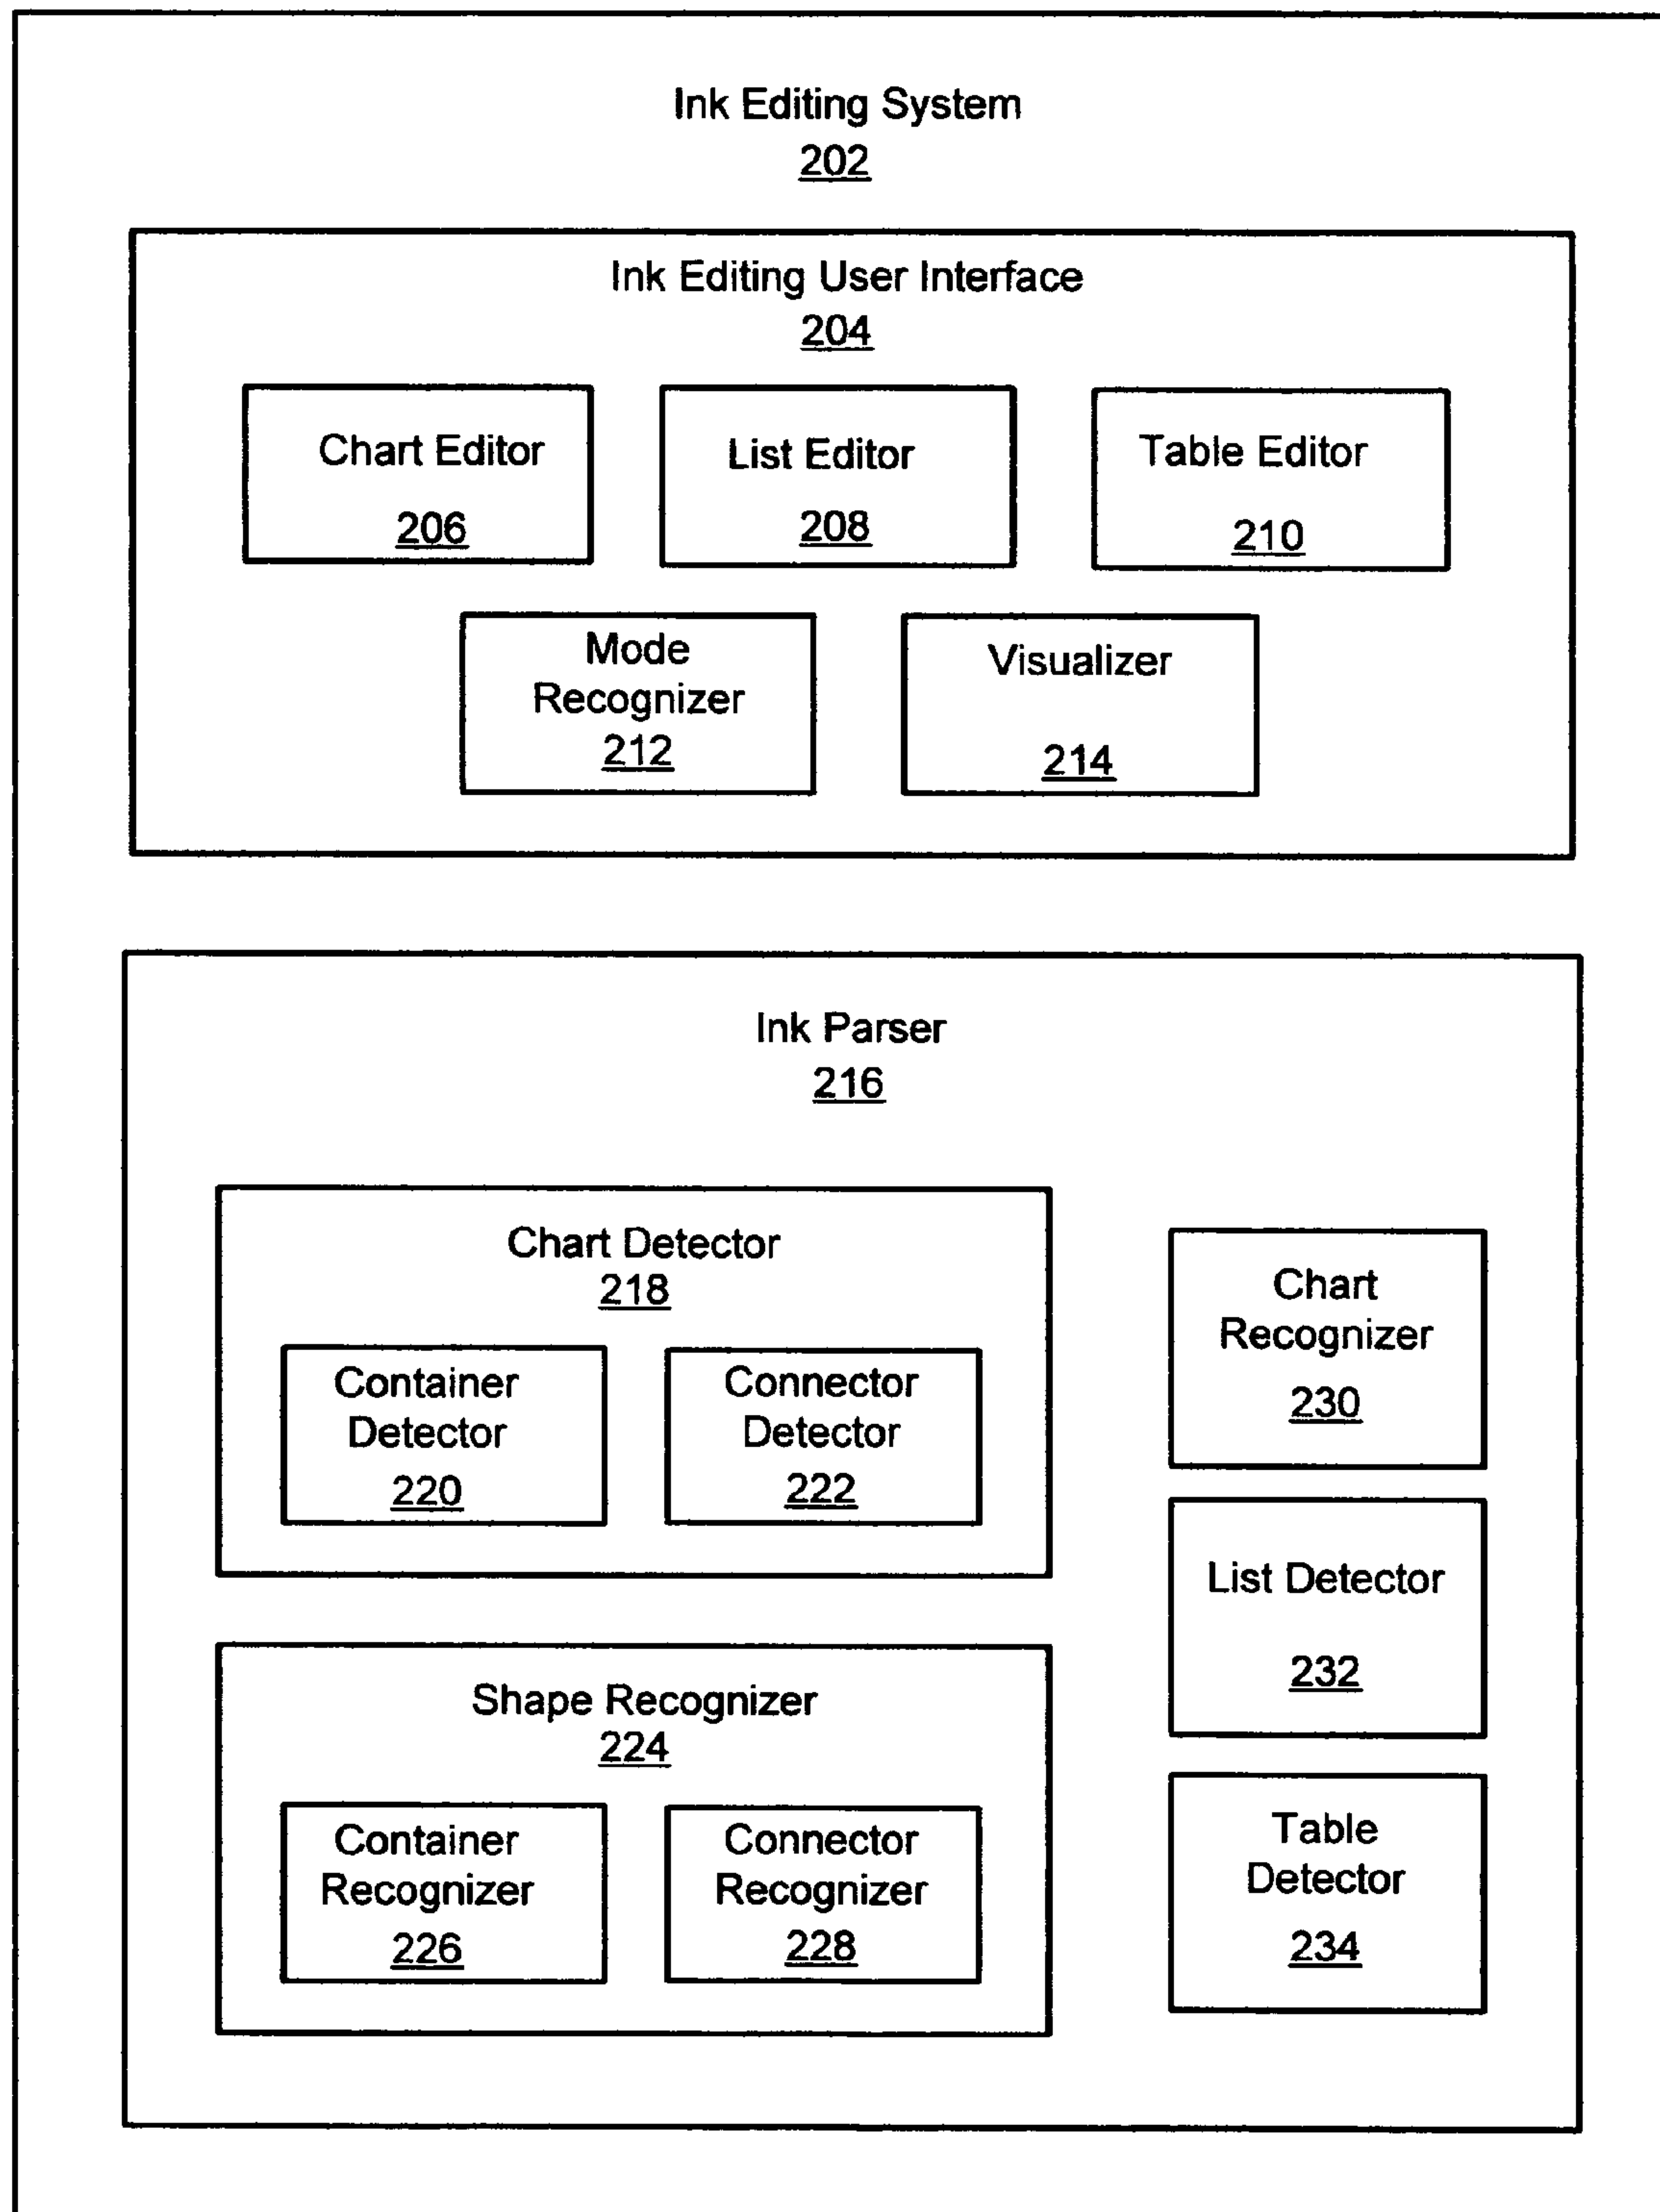 Ink Editing System
202
Ink Editing User Interface
204
Chart Editor
206
List Editor
208
Table Editor
210
Mode
Recognizer
212
Visualizer
214
Ink Parser
216
Chart Detector
218
Container
Detector
220
Connector
Detector
222
Shape Recognizer
224
Container
Recognizer
226
Connector
Recognizer
228
Chart
Recognizer
230
List Detector
232
Table
Detector
234